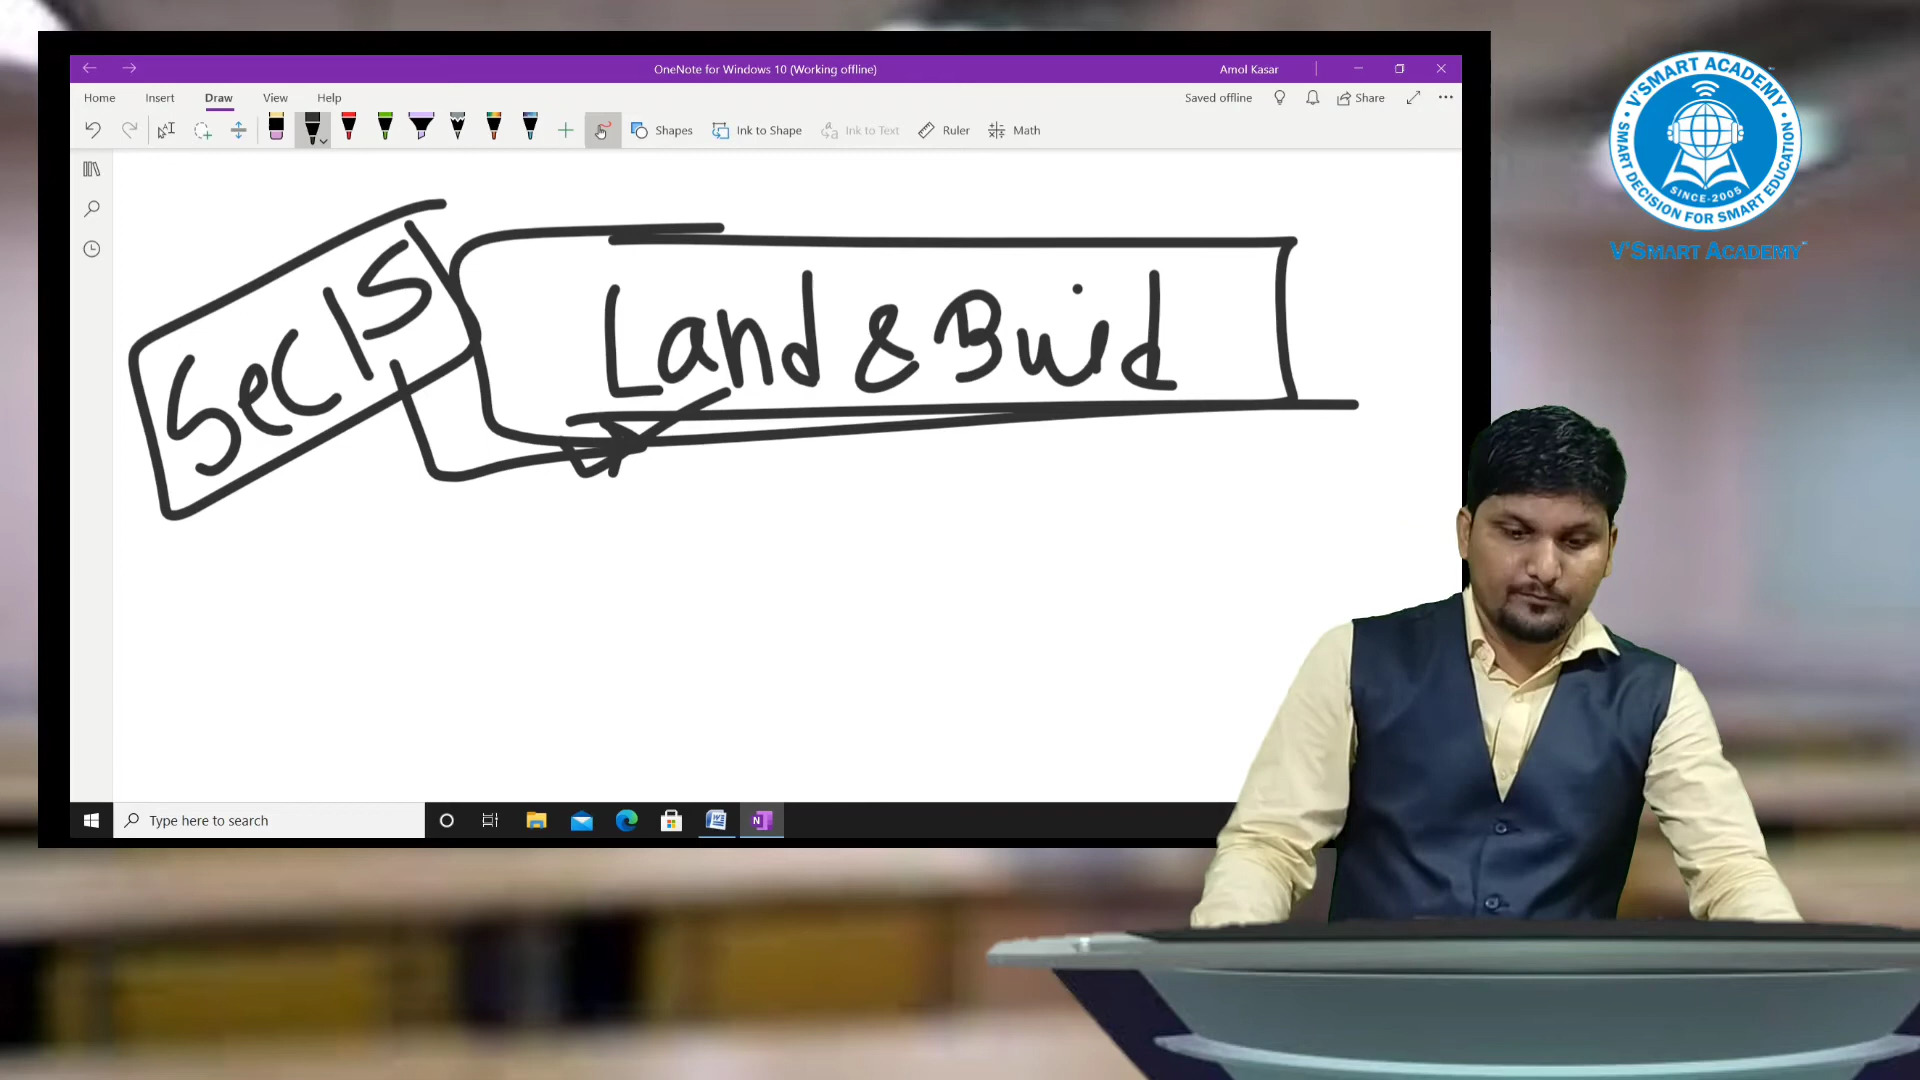 OneNote for Windows 10 (Working offline)
Amol Kasar
Home Insert Draw View Help
Saved offline
Share
Shapes
Ink to Shape
Ink to Text
Ruler
Math
Sec 15
Land & Buid
Type here to search
V'SMART ACADEMY
SMART DECISION FOR SMART EDUCATION
SINCE-2005
V'SMART ACADEMY